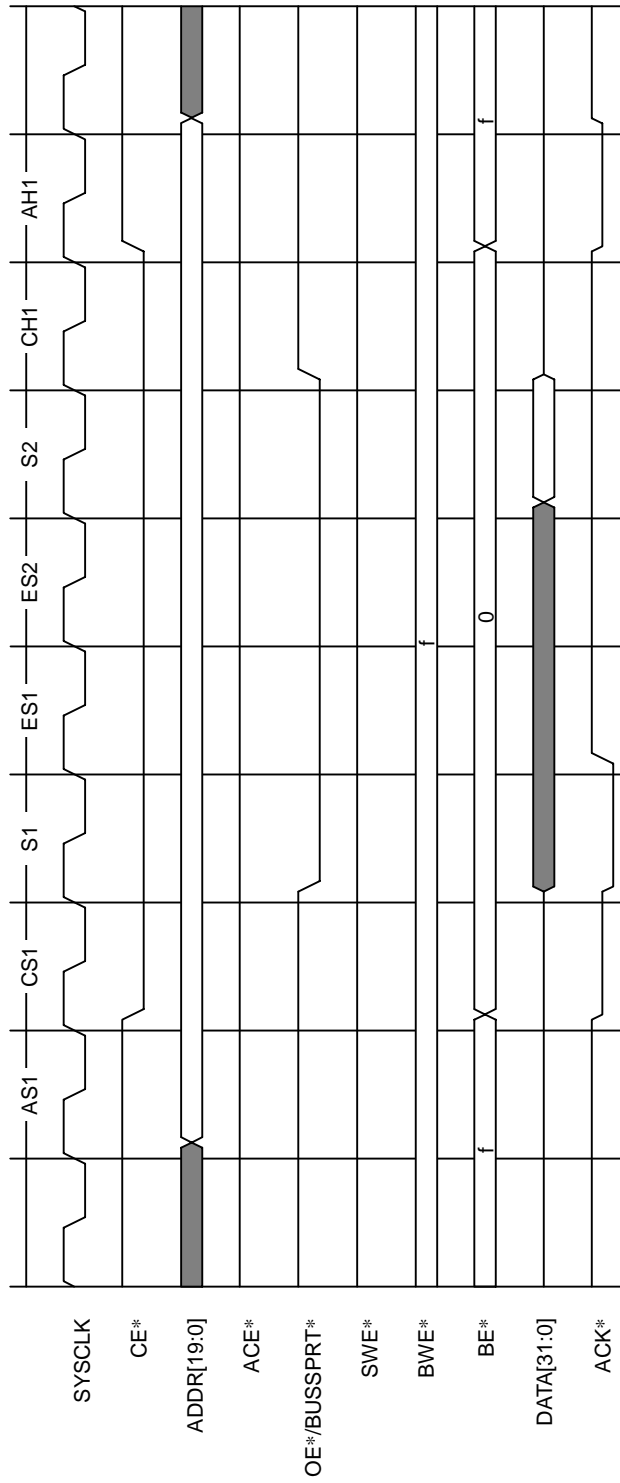 AS1 CS1 S1 ES1 ES2 S2 CH1 AH1
SYSCLK
CE*
ADDR[19:0]
ACE*
OE*/BUSSPRT*
SWE*
BWE* f
BE* f 0 f
DATA[31:0]
ACK*